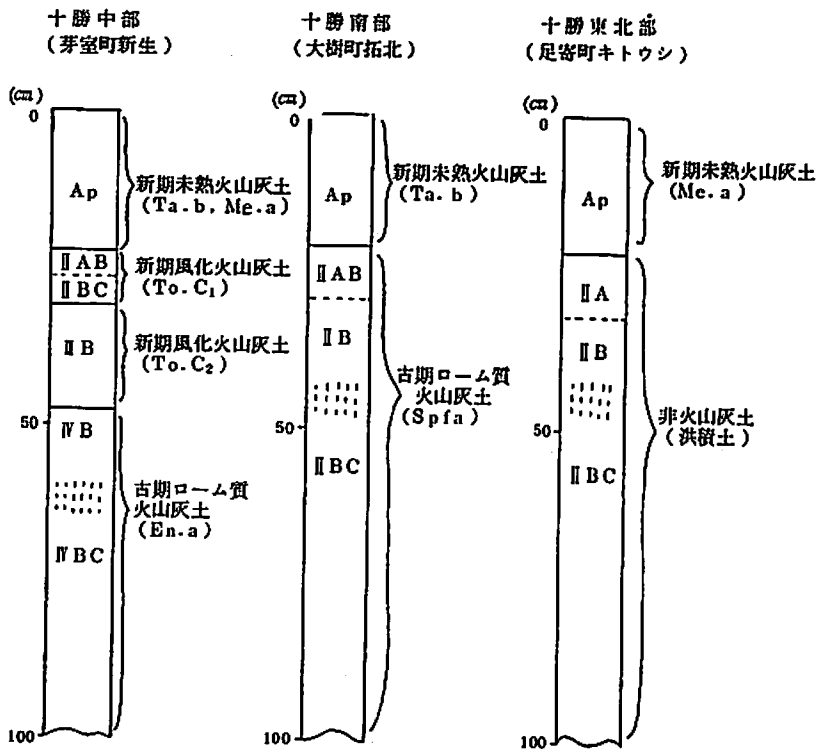 十勝中部
(芽室町新生)
(cm)
0
Ap
新期未熟火山灰土
(Ta.b, Me.a)
ⅡAB
ⅡBC
新期風化火山灰土
(To.C₁)
ⅢB
新期風化火山灰土
(To.C₂)
50
ⅣB
古期ローム質
火山灰土
(En.a)
ⅣBC
100
十勝南部
(大樹町拓北)
(cm)
0
Ap
新期未熟火山灰土
(Ta.b)
ⅡAB
ⅡB
古期ローム質
火山灰土
(Spfa)
50
ⅡBC
100
十勝東北部
(足寄町キトウシ)
(cm)
0
Ap
新期未熟火山灰土
(Me.a)
ⅡA
ⅡB
非火山灰土
(洪積土)
50
ⅡBC
100